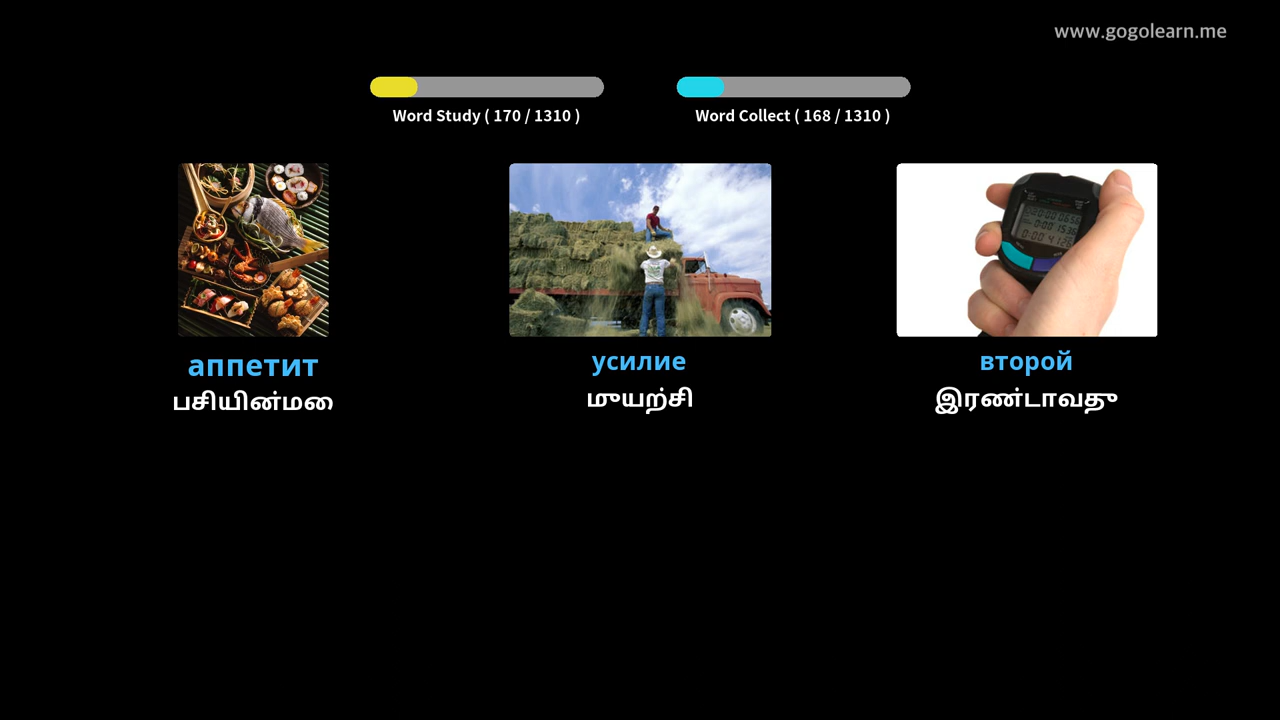 www.gogolearn.me
Word Study ( 170 / 1310 )
Word Collect ( 168 / 1310 )
аппетит
усилие
второй
பசியின்மை
முயற்சி
இரண்டாவது